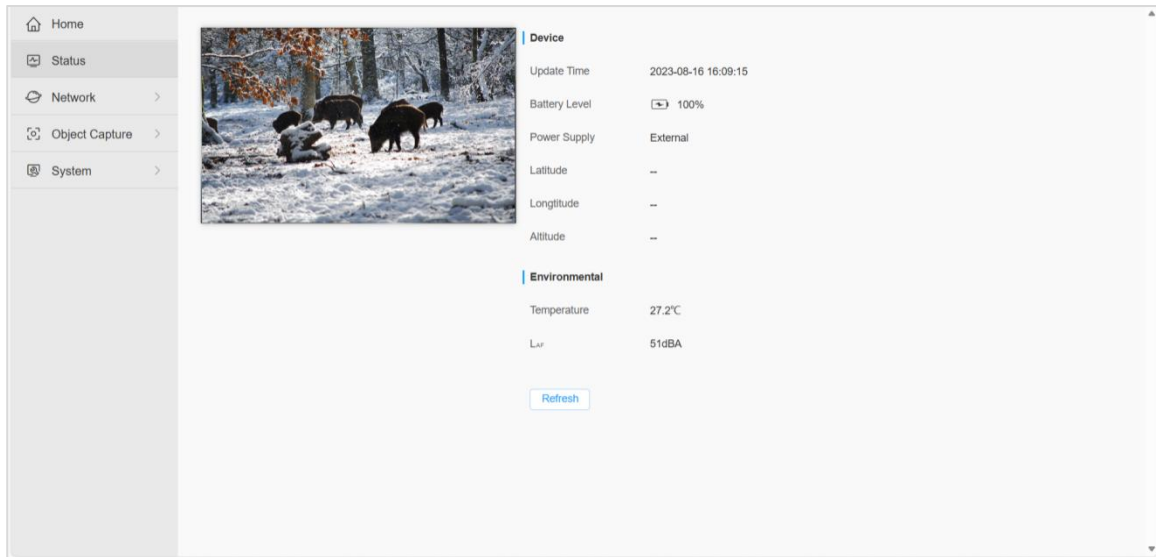 Home
Status
Network
Object Capture
System
Device
Update Time 2023-08-16 16:09:15
Battery Level 100%
Power Supply External
Latitude --
Longtitude --
Altitude --
Environmental
Temperature 27.2℃
LAF 51dBA
Refresh